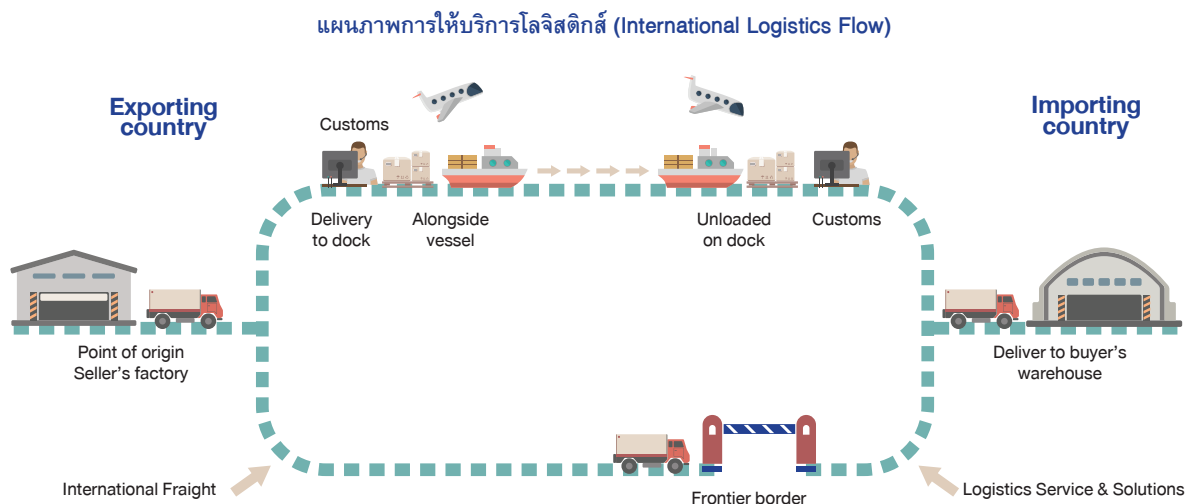 แผนภาพการให้บริการโลจิสติกส์ (International Logistics Flow)
Exporting
country
Importing
country
Customs
Delivery
to dock
Alongside
vessel
Unloaded
on dock
Customs
Point of origin
Seller's factory
Deliver to buyer's
warehouse
International Freight
Frontier border
Logistics Service & Solutions